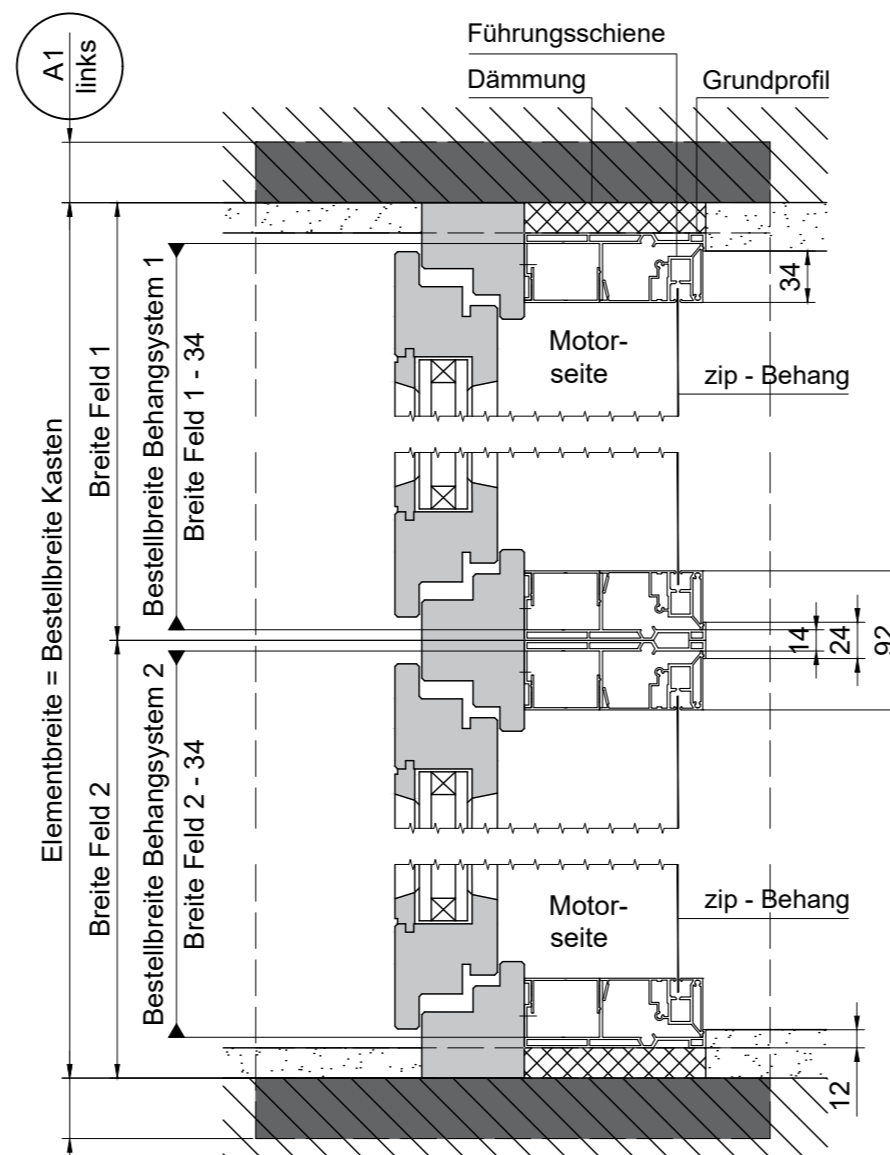 A1
links
Führungsschiene
Dämmung
Grundprofil
34
Motor-
seite
zip - Behang
Elementbreite = Bestellbreite Kasten
Breite Feld 1
Bestellbreite Behangsystem 1
Breite Feld 1 - 34
14
24
92
Breite Feld 2
Bestellbreite Behangsystem 2
Breite Feld 2 - 34
Motor-
seite
zip - Behang
12